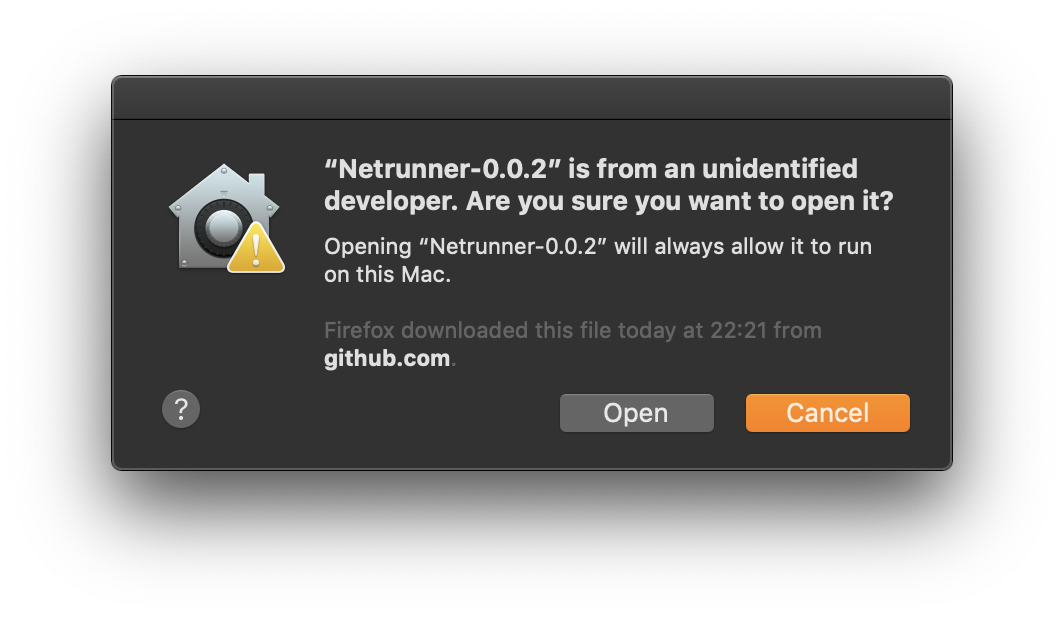 “Netrunner-0.0.2” is from an unidentified
developer. Are you sure you want to open it?
Opening “Netrunner-0.0.2” will always allow it to run
on this Mac.
Firefox downloaded this file today at 22:21 from
github.com.
?
Open
Cancel